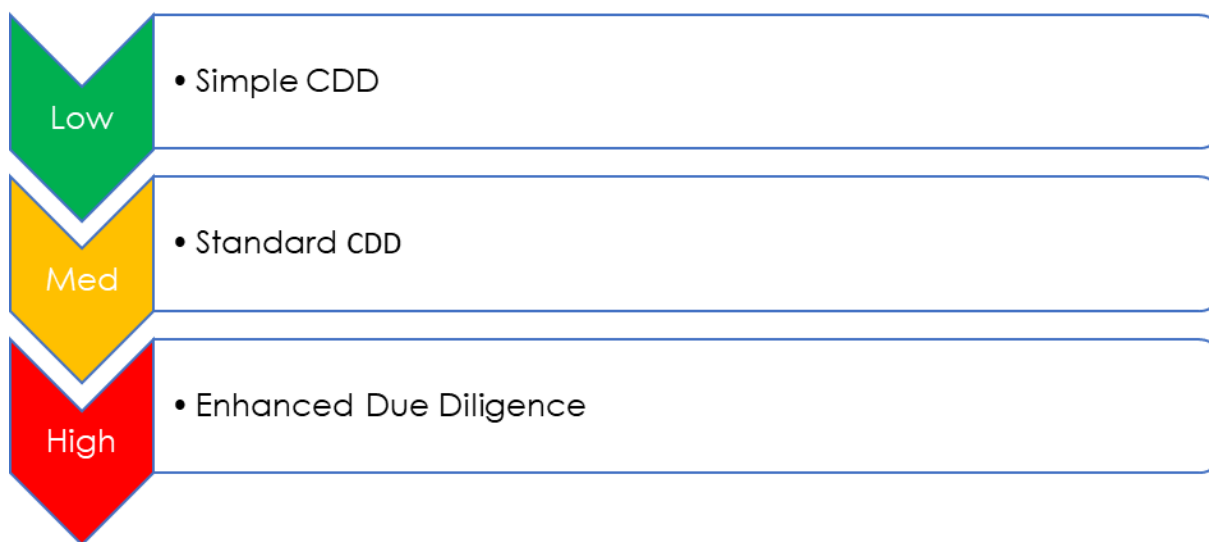 Low
• Simple CDD
Med
• Standard CDD
High
• Enhanced Due Diligence